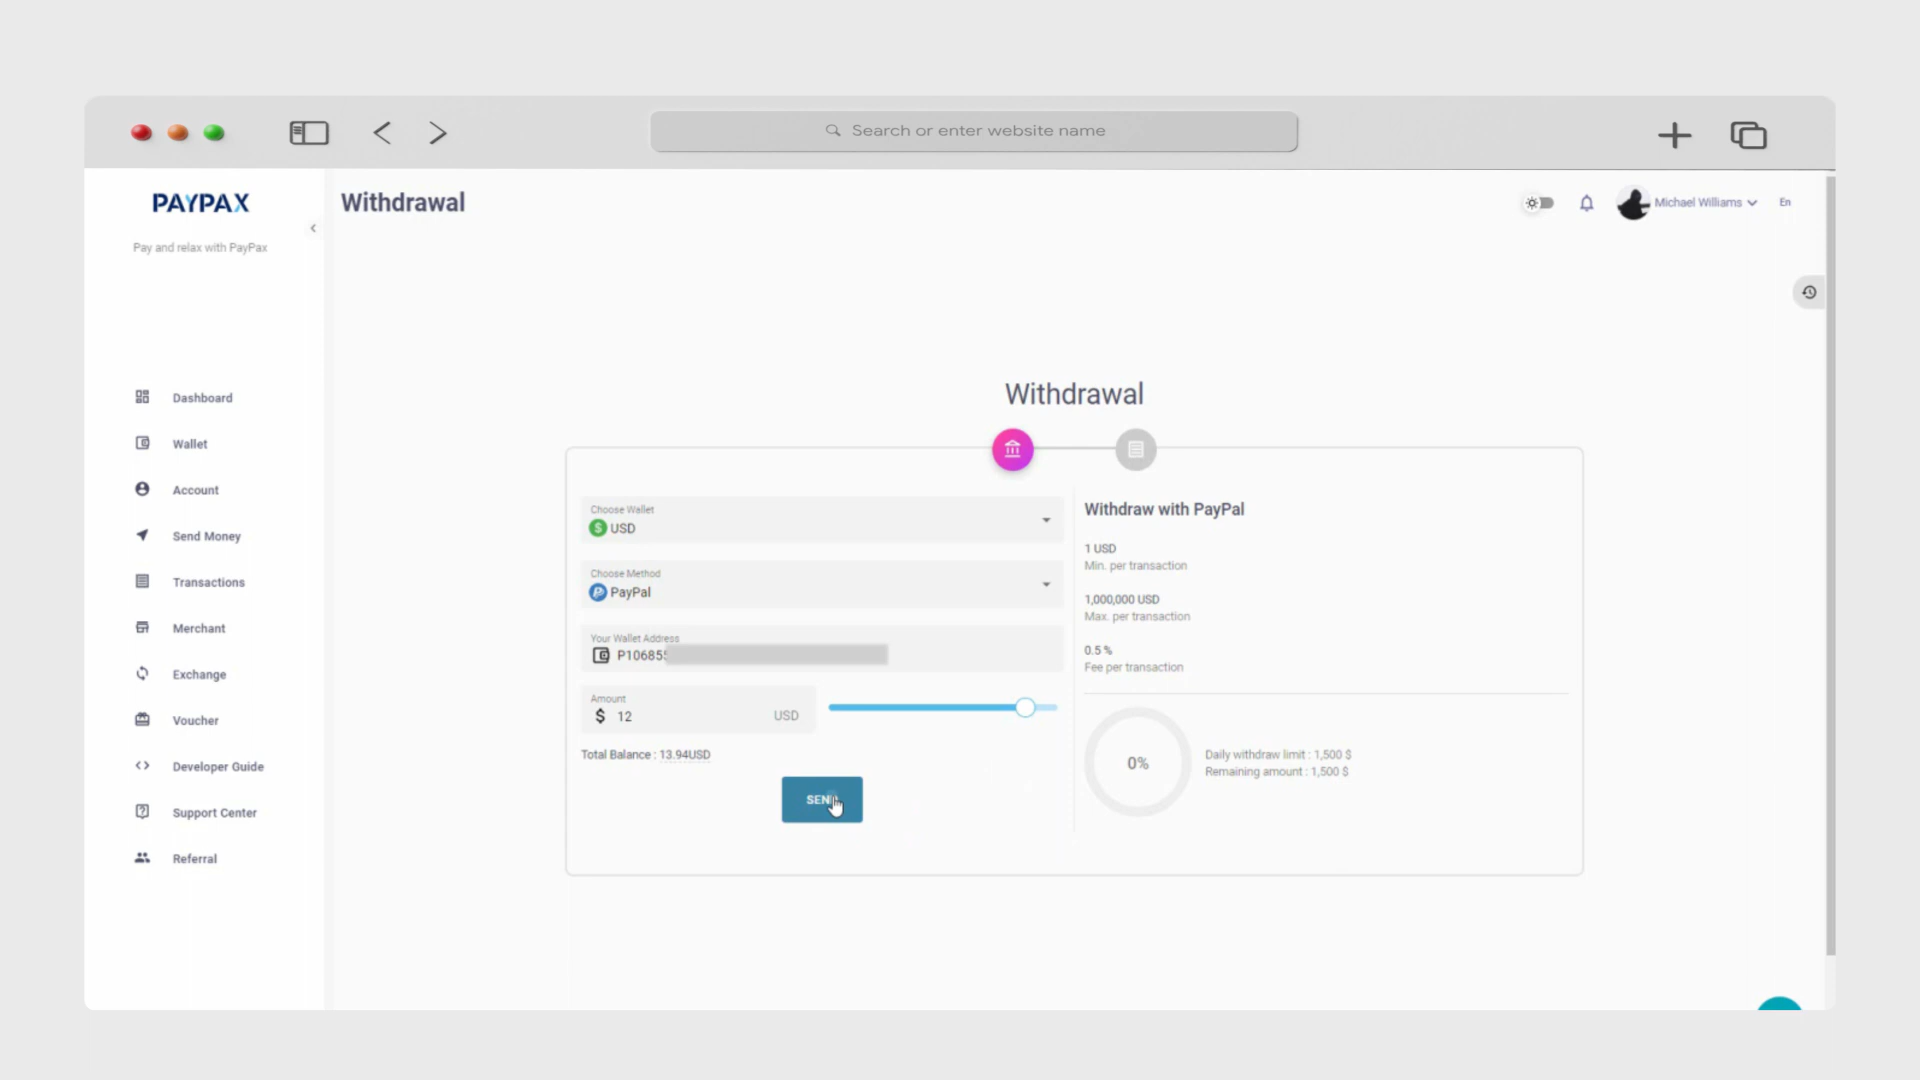 Search or enter website name
PAYPAX
Pay and relax with PayPax
Withdrawal
Michael Williams
En
Dashboard
Wallet
Account
Send Money
Transactions
Merchant
Exchange
Voucher
Developer Guide
Support Center
Referral
Withdrawal
Choose Wallet
USD
Choose Method
PayPal
Your Wallet Address
P10685
Amount
$ 12 USD
Total Balance : 13.94USD
SEN
Withdraw with PayPal
1 USD
Min. per transaction
1,000,000 USD
Max. per transaction
0.5 %
Fee per transaction
0%
Daily withdraw limit : 1,500 $
Remaining amount : 1,500 $